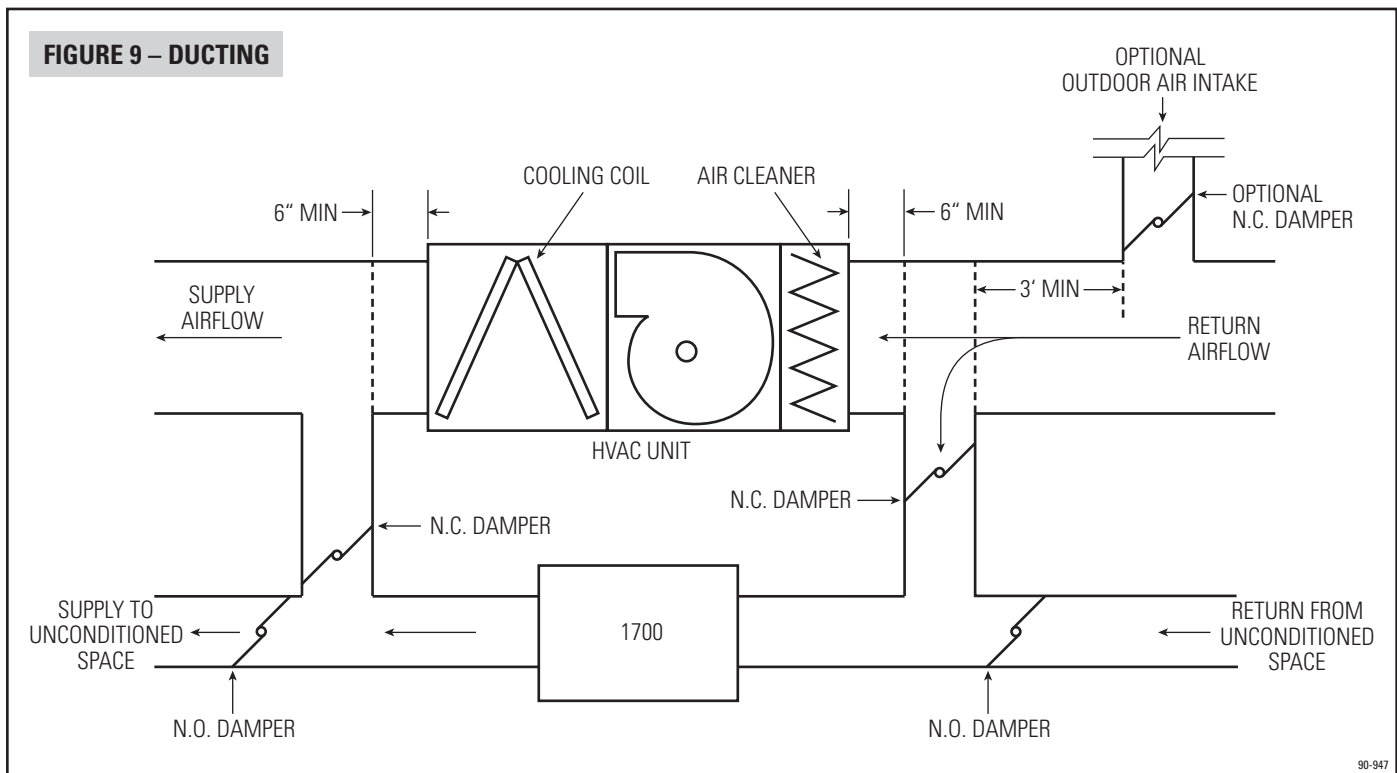 FIGURE 9 – DUCTING
OPTIONAL
OUTDOOR AIR INTAKE
COOLING COIL
AIR CLEANER
OPTIONAL
N.C. DAMPER
6“ MIN
6“ MIN
3‘ MIN
SUPPLY
AIRFLOW
RETURN
AIRFLOW
HVAC UNIT
N.C. DAMPER
N.C. DAMPER
SUPPLY TO
UNCONDITIONED
SPACE
1700
RETURN FROM
UNCONDITIONED
SPACE
N.O. DAMPER
N.O. DAMPER
90-947